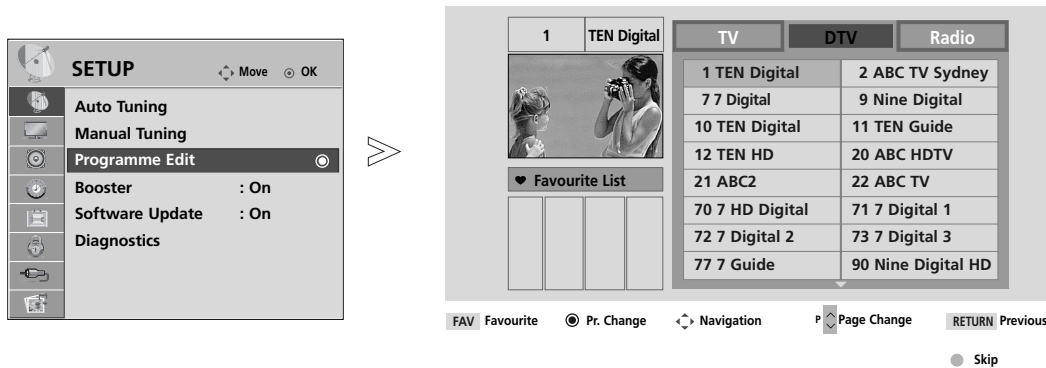 SETUP Move OK
Auto Tuning
Manual Tuning
Programme Edit
Booster : On
Software Update : On
Diagnostics
>
1 TEN Digital
TV DTV Radio
1 TEN Digital 2 ABC TV Sydney
7 7 Digital 9 Nine Digital
10 TEN Digital 11 TEN Guide
12 TEN HD 20 ABC HDTV
21 ABC2 22 ABC TV
70 7 HD Digital 71 7 Digital 1
72 7 Digital 2 73 7 Digital 3
77 7 Guide 90 Nine Digital HD
Favourite List
FAV Favourite Pr. Change Navigation P Page Change RETURN Previous
Skip